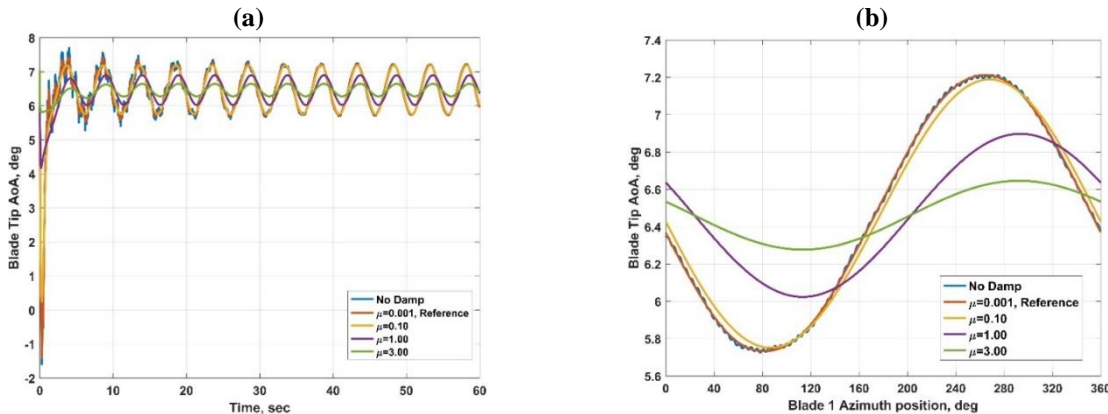 (a)
8
7
6
5
4
3
2
1
0
-1
-2
Blade Tip AoA, deg
0 10 20 30 40 50 60
Time, sec
No Damp
μ=0.001, Reference
μ=0.10
μ=1.00
μ=3.00
(b)
7.4
7.2
7
6.8
6.6
6.4
6.2
6
5.8
5.6
Blade Tip AoA, deg
0 40 80 120 160 200 240 280 320 360
Blade 1 Azimuth position, deg
No Damp
μ=0.001, Reference
μ=0.10
μ=1.00
μ=3.00